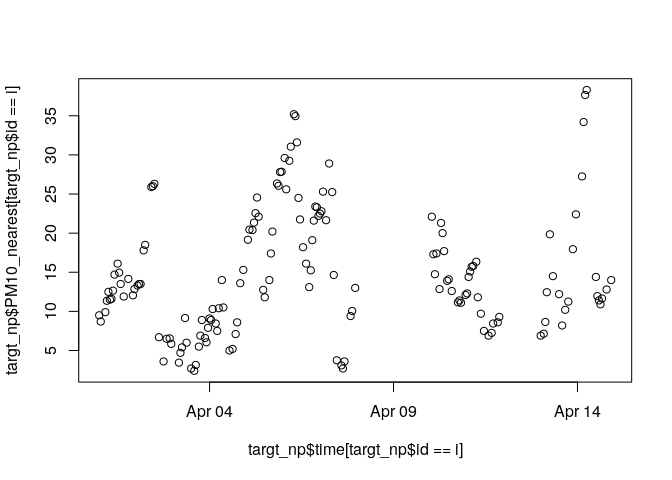 targt_np$PM10_nearest[targt_np$id == i]
35
30
25
20
15
10
5
Apr 04 Apr 09 Apr 14
targt_np$time[targt_np$id == i]